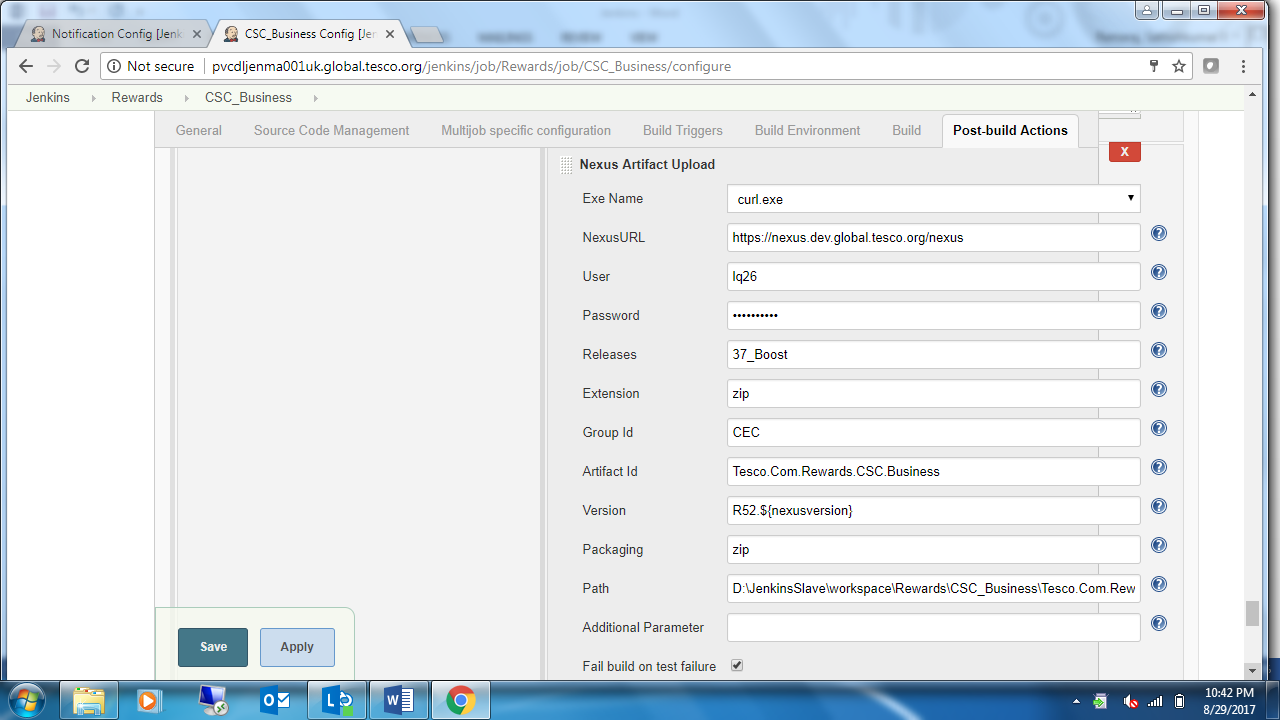 Notification Config [Jenk
CSC_Business Config [Jen
MAILINGS REVIEW VIEW
Not secure pvcdljenma001uk.global.tesco.org/jenkins/job/Rewards/job/CSC_Business/configure
Jenkins Rewards CSC_Business
General Source Code Management Multijob specific configuration Build Triggers Build Environment Build Post-build Actions
X
Nexus Artifact Upload
Exe Name curl.exe
NexusURL https://nexus.dev.global.tesco.org/nexus
User lq26
Password ••••••••••
Releases 37_Boost
Extension zip
Group Id CEC
Artifact Id Tesco.Com.Rewards.CSC.Business
Version R52.${nexusversion}
Packaging zip
Path D:\JenkinsSlave\workspace\Rewards\CSC_Business\Tesco.Com.Rew
Additional Parameter
Fail build on test failure
Save Apply
10:42 PM
8/29/2017